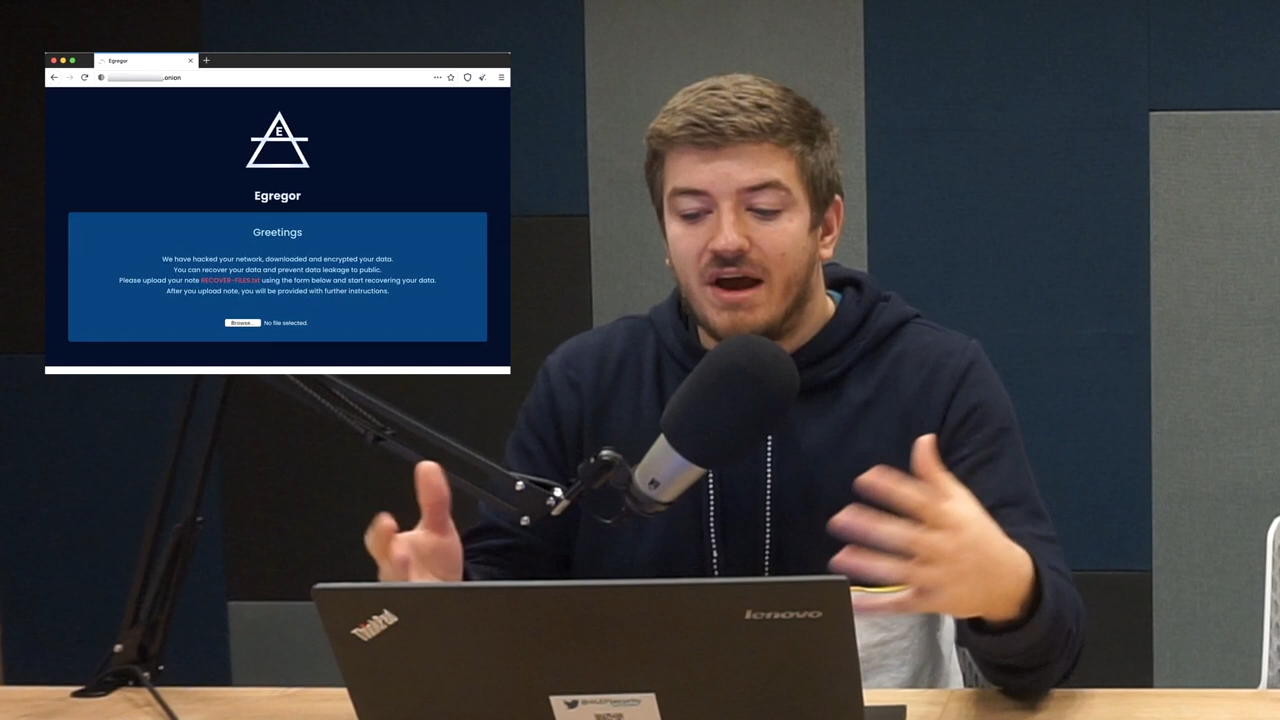 Egregor
.onion
E
Egregor
Greetings
We have hacked your network, downloaded and encrypted your data.
You can recover your data and prevent data leakage to public.
Please upload your note RECOVER-FILES.txt using the form below and start recovering your data.
After you upload note, you will be provided with further instructions.
Browse... No file selected.
ThinkPad
lenovo